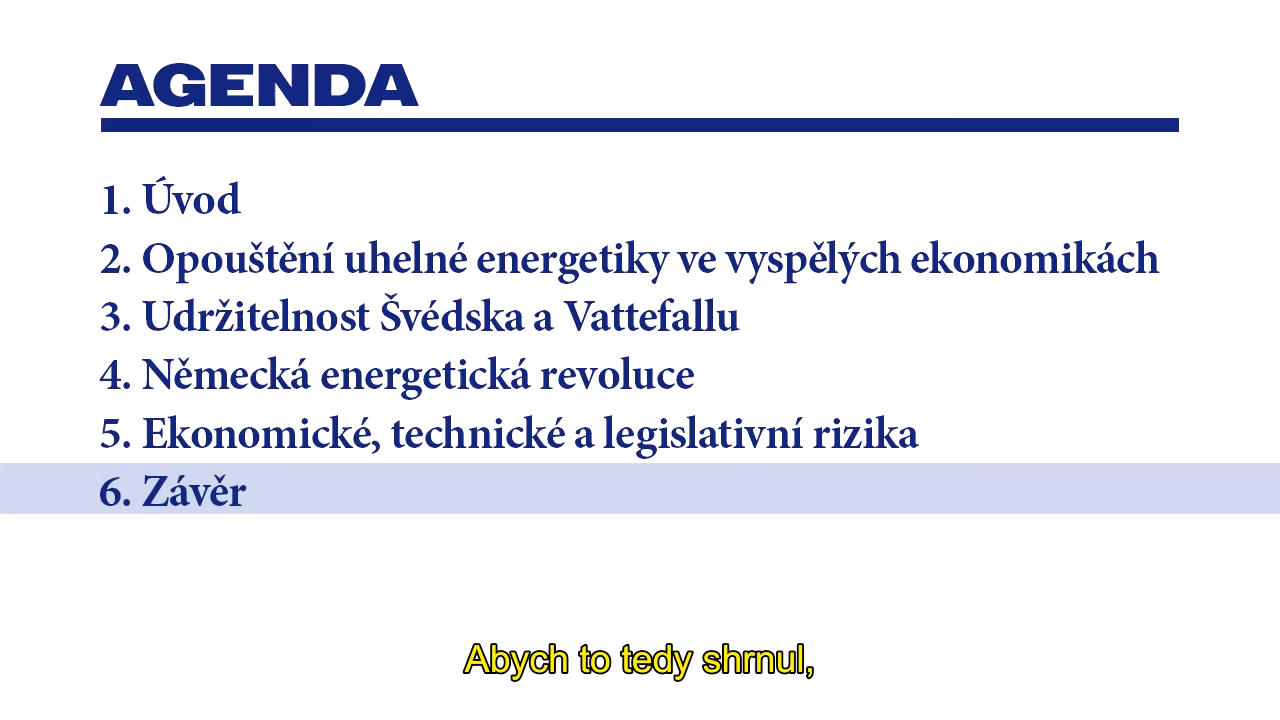 AGENDA
1. Úvod
2. Opouštění uhelné energetiky ve vyspělých ekonomikách
3. Udržitelnost Švédska a Vattefallu
4. Německá energetická revoluce
5. Ekonomické, technické a legislativní rizika
6. Závěr
Abych to tedy shrnul,